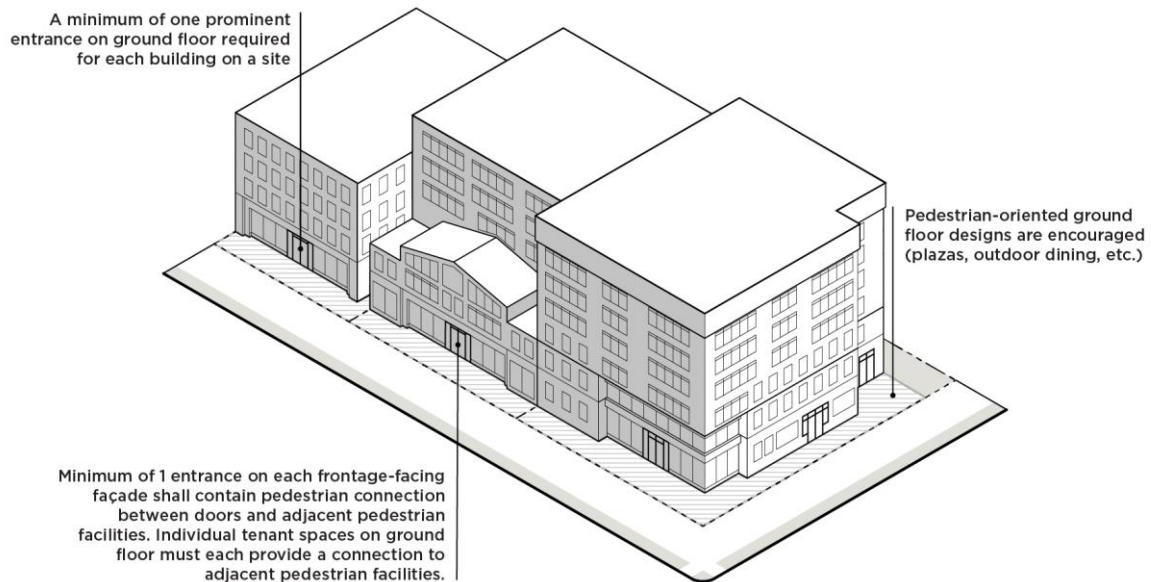 A minimum of one prominent
entrance on ground floor required
for each building on a site
Pedestrian-oriented ground
floor designs are encouraged
(plazas, outdoor dining, etc.)
Minimum of 1 entrance on each frontage-facing
façade shall contain pedestrian connection
between doors and adjacent pedestrian
facilities. Individual tenant spaces on ground
floor must each provide a connection to
adjacent pedestrian facilities.